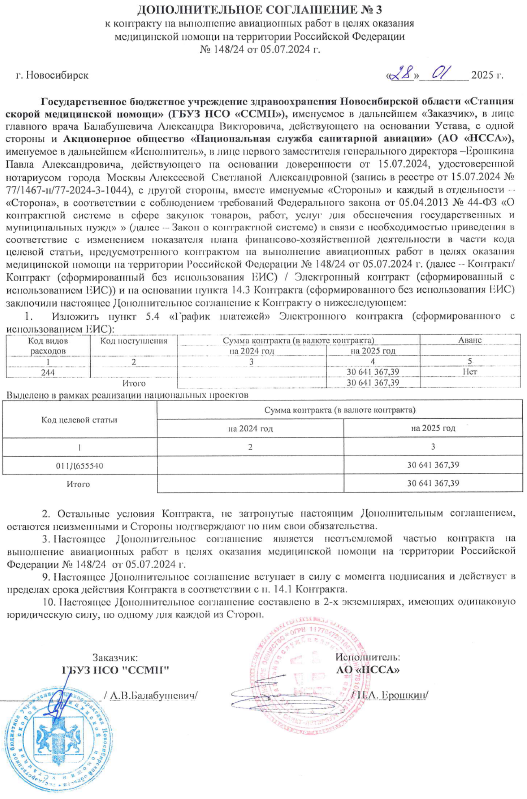 ДОПОЛНИТЕЛЬНОЕ СОГЛАШЕНИЕ № 3
к контракту на выполнение авиационных работ в целях оказания
медицинской помощи на территории Российской Федерации
№ 148/24 от 05.07.2024 г.
г. Новосибирск «28» 01 2025 г.
Государственное бюджетное учреждение здравоохранения Новосибирской области «Станция
скорой медицинской помощи» (ГБУЗ НСО «ССМП»), именуемое в дальнейшем «Заказчик», в лице
главного врача Балабушевича Александра Викторовича, действующего на основании Устава, с одной
стороны и Акционерное общество «Национальная служба санитарной авиации» (АО «НССА»),
именуемое в дальнейшем «Исполнитель», в лице первого заместителя генерального директора –Ерошкина
Павла Александровича, действующего на основании доверенности от 15.07.2024, удостоверенной
нотариусом города Москвы Алексеевой Светланой Александровной (запись в реестре от 15.07.2024 №
77/1467-н/77-2024-3-1044), с другой стороны, вместе именуемые «Стороны» и каждый в отдельности –
«Сторона», в соответствии с соблюдением требований Федерального закона от 05.04.2013 № 44-ФЗ «О
контрактной системе в сфере закупок товаров, работ, услуг для обеспечения государственных и
муниципальных нужд» » (далее – Закон о контрактной системе) в связи с необходимостью приведения в
соответствие с изменением показателя плана финансово-хозяйственной деятельности в части кода
целевой статьи, предусмотренного контрактом на выполнение авиационных работ в целях оказания
медицинской помощи на территории Российской Федерации № 148/24 от 05.07.2024 г. (далее – Контракт/
Контракт (сформированный без использования ЕИС) / Электронный контракт (сформированный с
использованием ЕИС)) и на основании пункта 14.3 Контракта (сформированного без использования ЕИС)
заключили настоящее Дополнительное соглашение к Контракту о нижеследующем:
1. Изложить пункт 5.4 «График платежей» Электронного контракта (сформированного с
использованием ЕИС):
Код видов расходов Код поступления Сумма контракта (в валюте контракта) Аванс
на 2024 год на 2025 год
1 2 3 4 5
244 30 641 367,39 Нет
Итого 30 641 367,39
Выделено в рамках реализации национальных проектов
Код целевой статьи Сумма контракта (в валюте контракта)
на 2024 год на 2025 год
1 2 3
011Д655540 30 641 367,39
Итого 30 641 367,39
2. Остальные условия Контракта, не затронутые настоящим Дополнительным соглашением,
остаются неизменными и Стороны подтверждают по ним свои обязательства.
3. Настоящее Дополнительное соглашение является неотъемлемой частью контракта на
выполнение авиационных работ в целях оказания медицинской помощи на территории Российской
Федерации № 148/24 от 05.07.2024 г.
9. Настоящее Дополнительное соглашение вступает в силу с момента подписания и действует в
пределах срока действия Контракта в соответствии с п. 14.1 Контракта.
10. Настоящее Дополнительное соглашение составлено в 2-х экземплярах, имеющих одинаковую
юридическую силу, по одному для каждой из Сторон.
Заказчик: Исполнитель:
ГБУЗ НСО "ССМП" АО «НССА»
/ А.В.Балабушевич/ / П.А. Ерошкин/